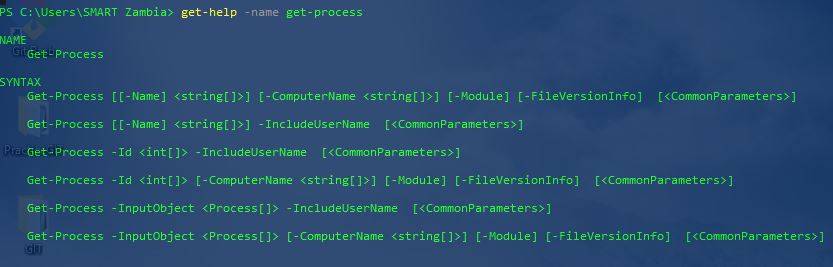 PS C:\Users\SMART Zambia> get-help -name get-process
NAME
Get-Process
SYNTAX
Get-Process [[-Name] <string[]>] [-ComputerName <string[]>] [-Module] [-FileVersionInfo]  [<CommonParameters>]
Get-Process [[-Name] <string[]>] -IncludeUserName  [<CommonParameters>]
Get-Process -Id <int[]> -IncludeUserName  [<CommonParameters>]
Get-Process -Id <int[]> [-ComputerName <string[]>] [-Module] [-FileVersionInfo]  [<CommonParameters>]
Get-Process -InputObject <Process[]> -IncludeUserName  [<CommonParameters>]
Get-Process -InputObject <Process[]> [-ComputerName <string[]>] [-Module] [-FileVersionInfo]  [<CommonParameters>]
GIT